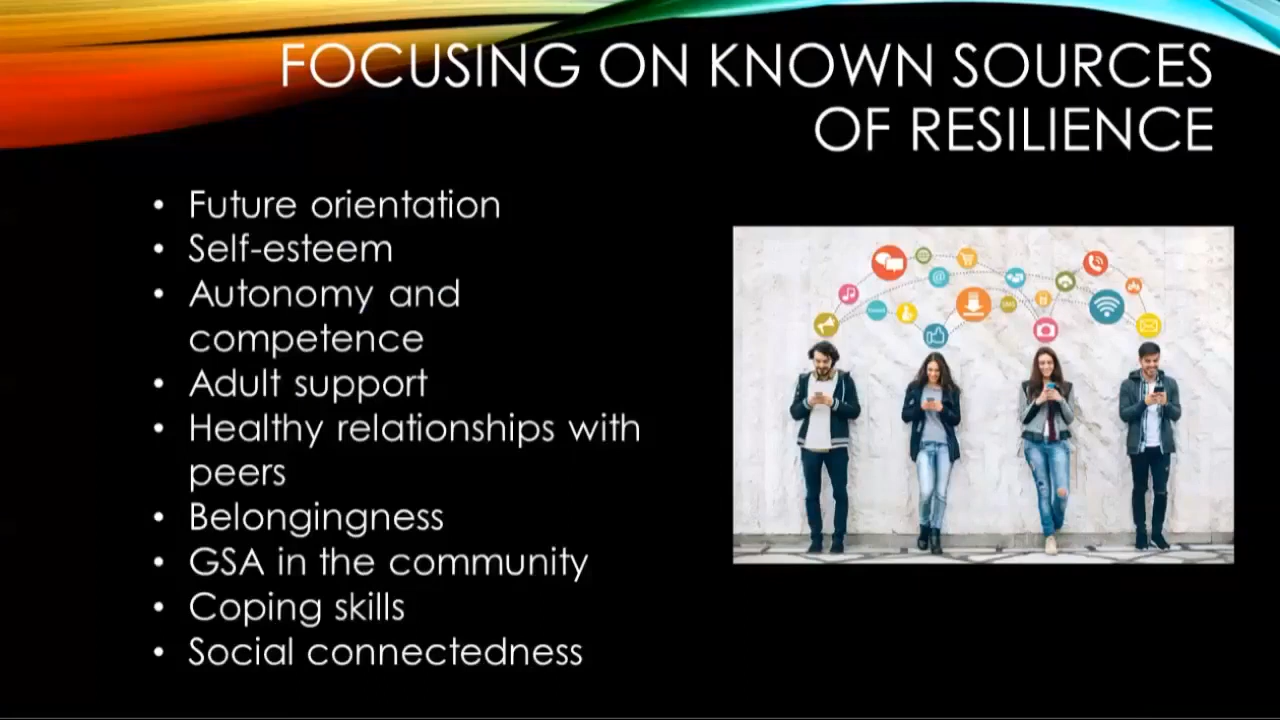 FOCUSING ON KNOWN SOURCES
OF RESILIENCE
• Future orientation
• Self-esteem
• Autonomy and
competence
• Adult support
• Healthy relationships with
peers
• Belongingness
• GSA in the community
• Coping skills
• Social connectedness